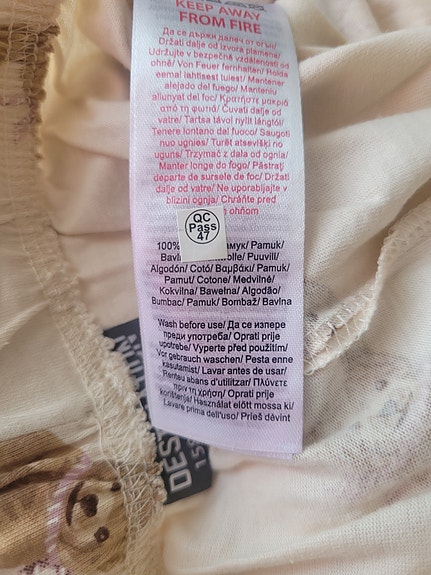 KEEP AWAY
FROM FIRE
Да се държи далеч от огън/
Držati dalje od izvora plamena/
Udržujte v bezpečné vzdálenosti od
ohně/ Von Feuer fernhalten/ Hoida
eemal lahtisest tulest/ Mantener
alejado del fuego/ Manteniu
allunyat del foc/ Κρατήστε μακριά
από τη φωτιά/ Čuvati dalje od
vatre/ Tartsa távol nyílt lángtól/
Tenere lontano dal fuoco/ Saugoti
nuo ugnies/ Turēt atsevišķi no
uguns/ Trzymać z dala od ognia/
Manter longe do fogo/ Păstraţi
departe de sursele de foc/ Držati
dalje od vatre/ Ne uporabljajte v
bližini ognja/ Chráňte pred
ohňom
QC
Pass
47
100%
Pamuk/
Puuvill/
Algodón/ Cotó/ Βαμβάκι/ Pamuk/
Pamut/ Cotone/ Medvilnė/
Kokvilna/ Bawełna/ Algodão/
Bumbac/ Pamuk/ Bombaž/ Bavlna
Wash before use/ Да се изпере
преди употреба/ Oprati prije
upotrebe/ Vyperte před použitím/
Vor gebrauch waschen/ Pesta enne
kasutamist/ Lavar antes de usar/
Rentau abans d'utilitzar/ Πλύνετε
πριν τη χρήση/ Oprati prije
korištenja/ Használat előtt mossa ki/
Lavare prima dell'uso/ Prieš dėvint
DES